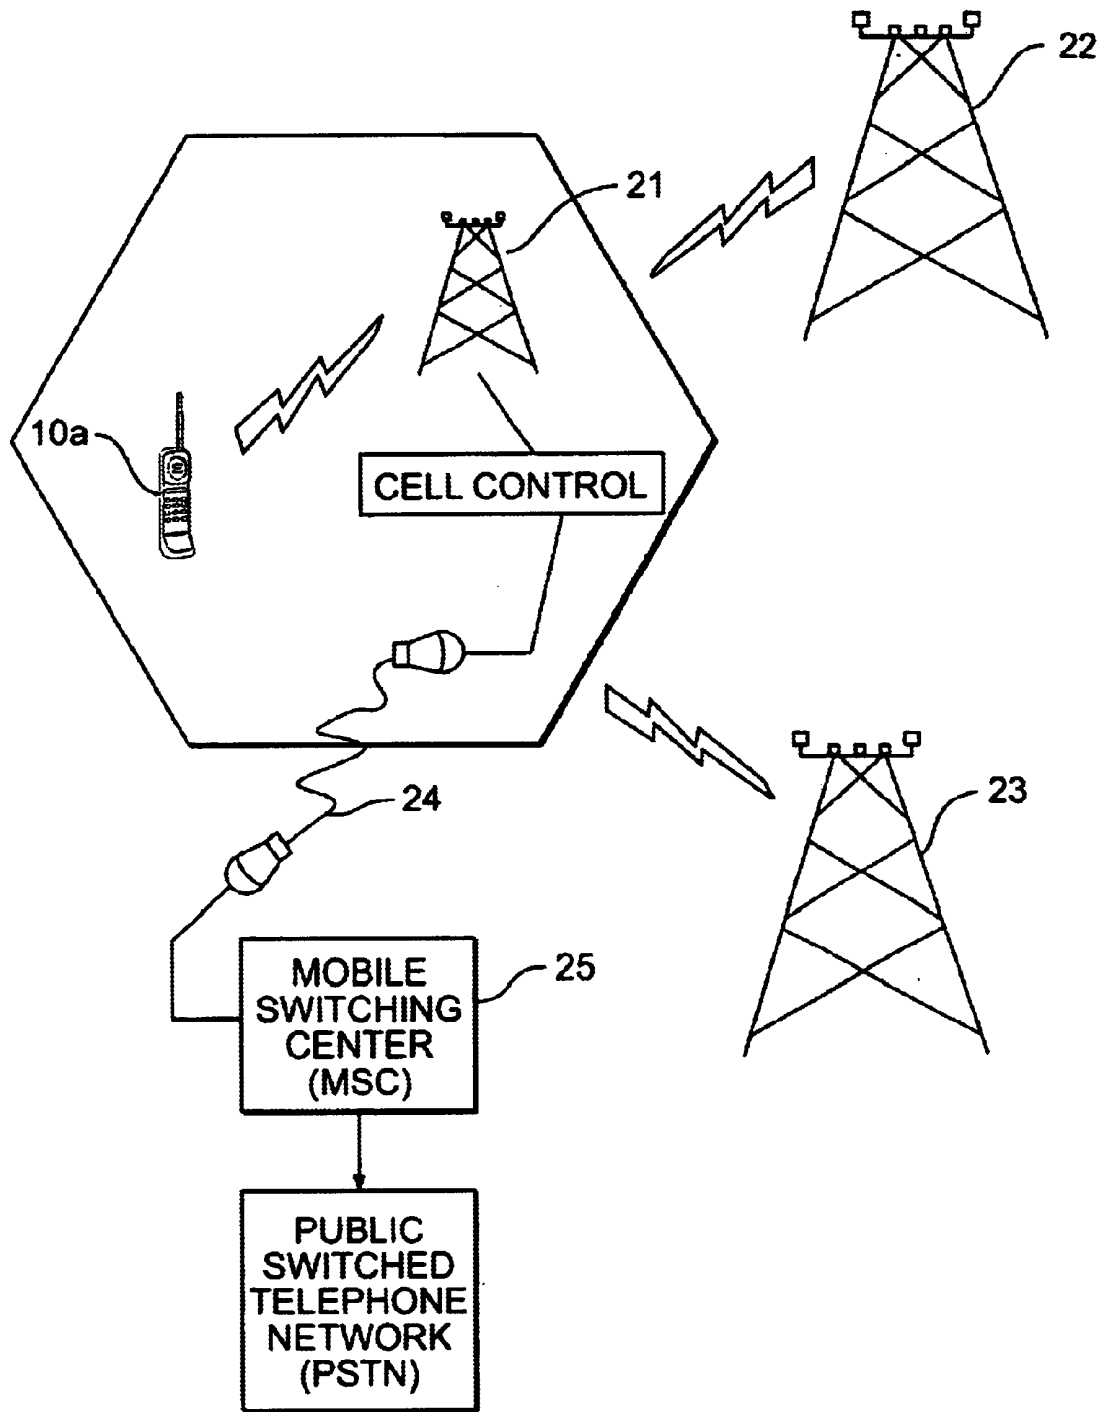 22
21
10a
CELL CONTROL
24
23
MOBILE
SWITCHING
CENTER
(MSC)
25
PUBLIC
SWITCHED
TELEPHONE
NETWORK
(PSTN)